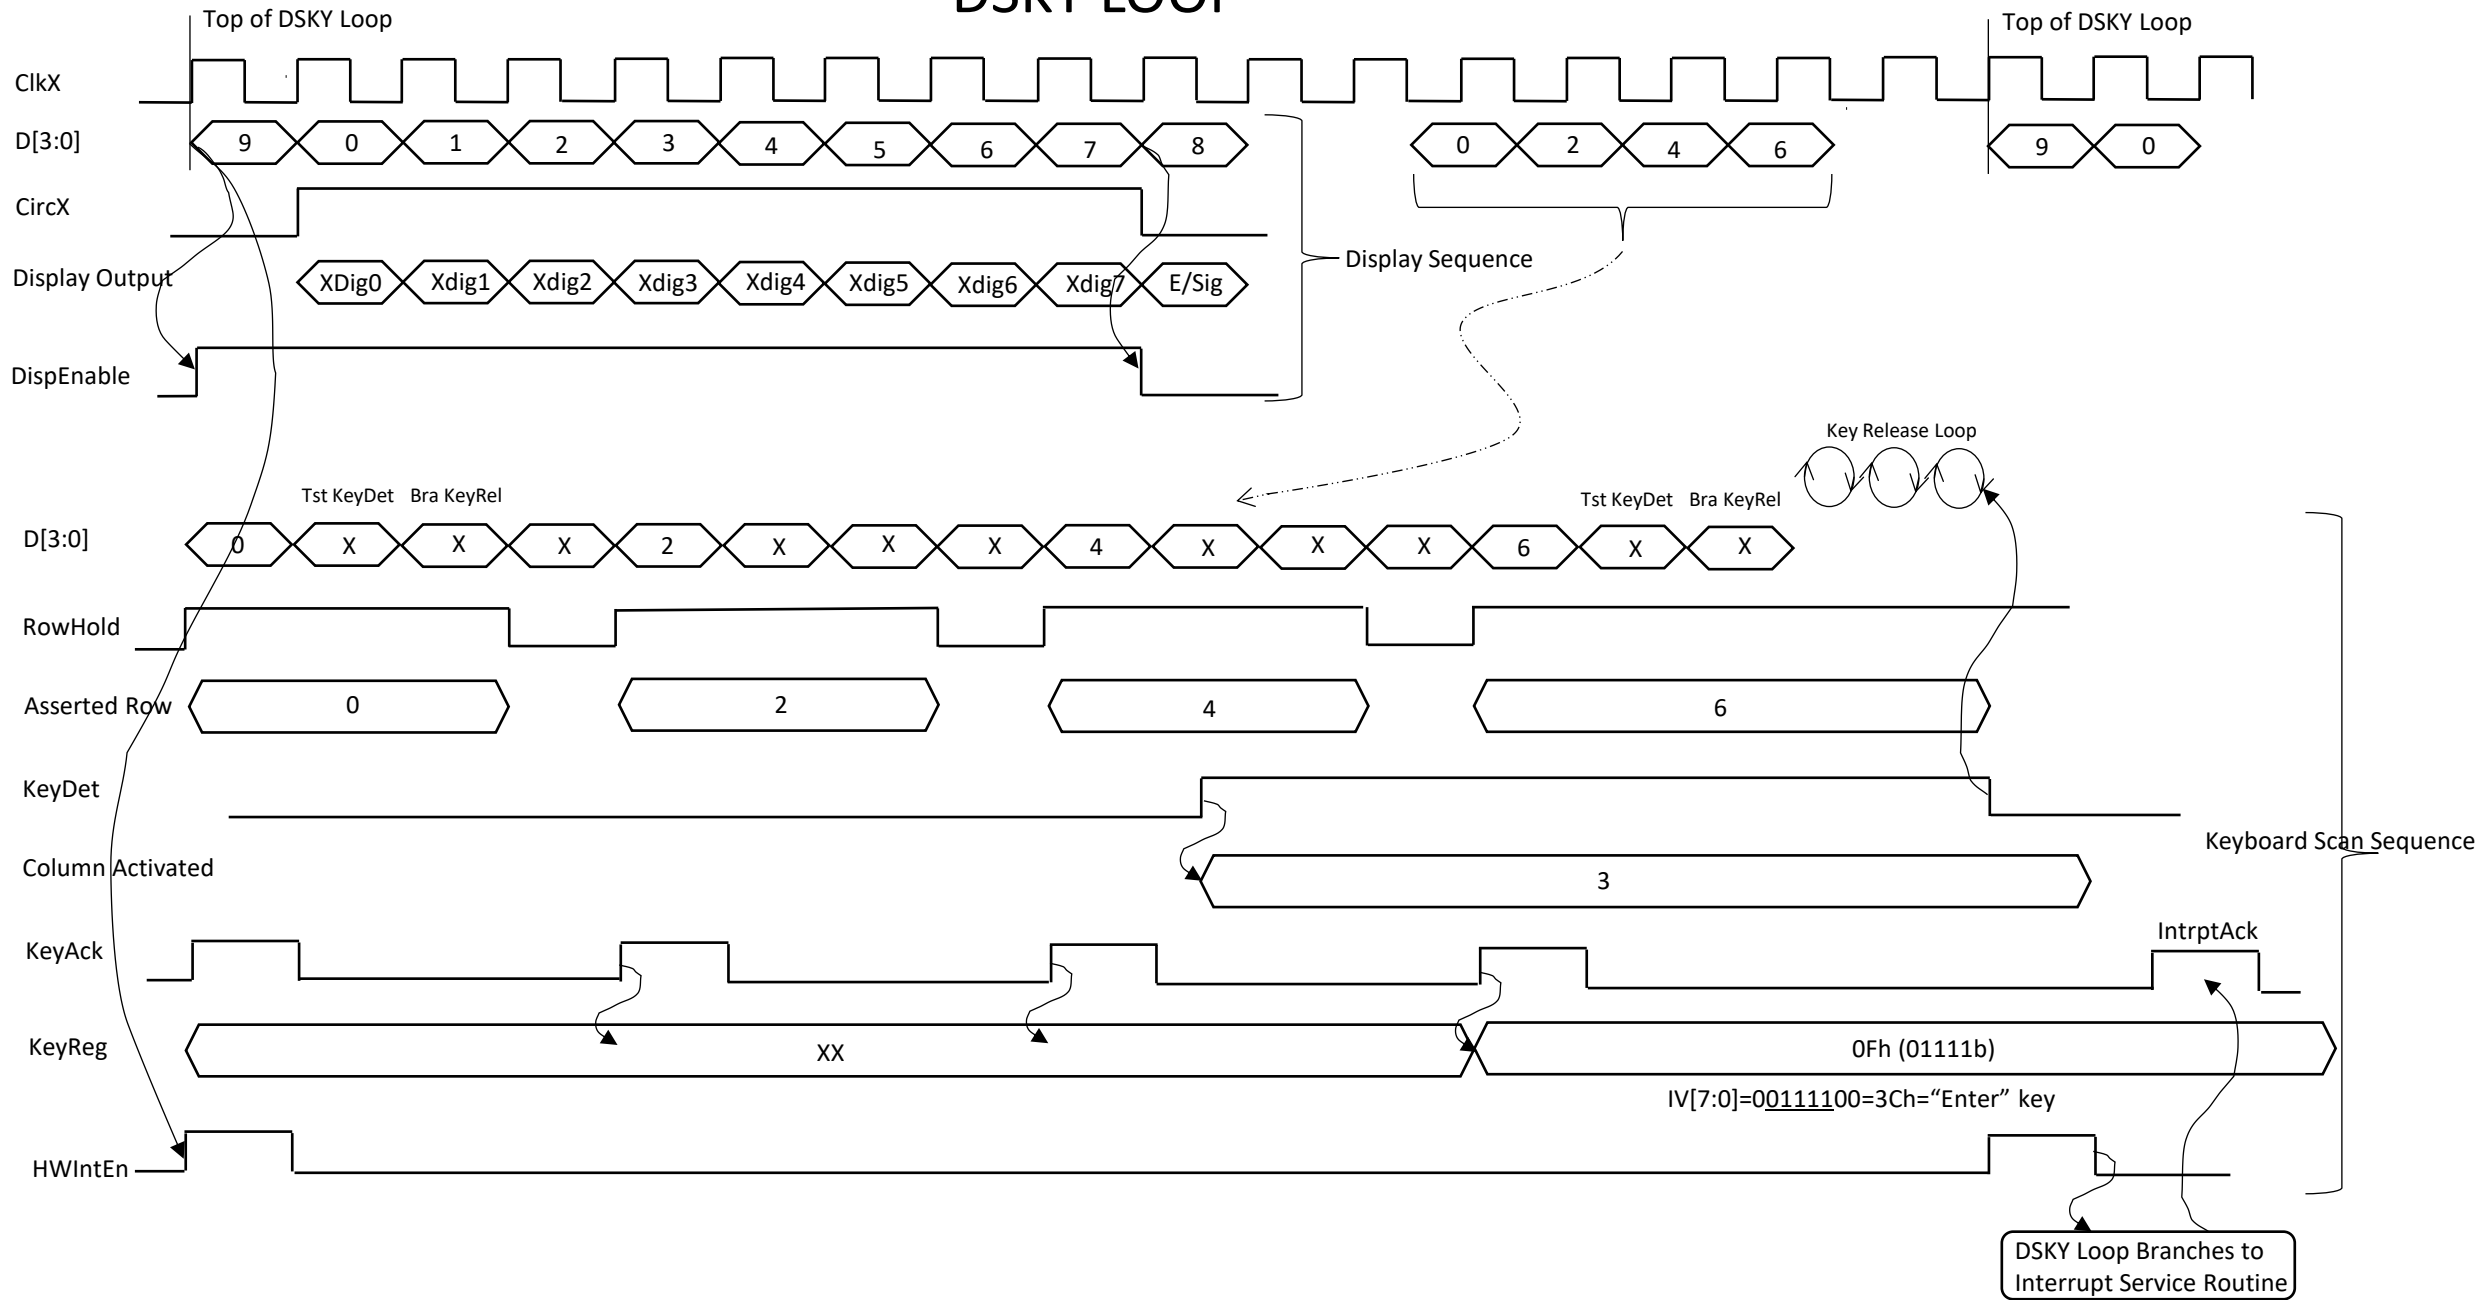 DSKY LOOP
Top of DSKY Loop
Top of DSKY Loop
ClkX
D[3:0]
9 0 1 2 3 4 5 6 7 8 0 2 4 6 9 0
CircX
Display Sequence
Display Output
XDig0 Xdig1 Xdig2 Xdig3 Xdig4 Xdig5 Xdig6 Xdig7 E/Sig
DispEnable
Key Release Loop
Tst KeyDet Bra KeyRel Tst KeyDet Bra KeyRel
D[3:0]
0 X X X 2 X X X 4 X X X 6 X X
RowHold
Asserted Row
0 2 4 6
KeyDet
Keyboard Scan Sequence
Column Activated
3
KeyAck
IntrptAck
KeyReg
XX
0Fh (01111b)
IV[7:0]=00111100=3Ch=“Enter” key
HWIntEn
DSKY Loop Branches to
Interrupt Service Routine